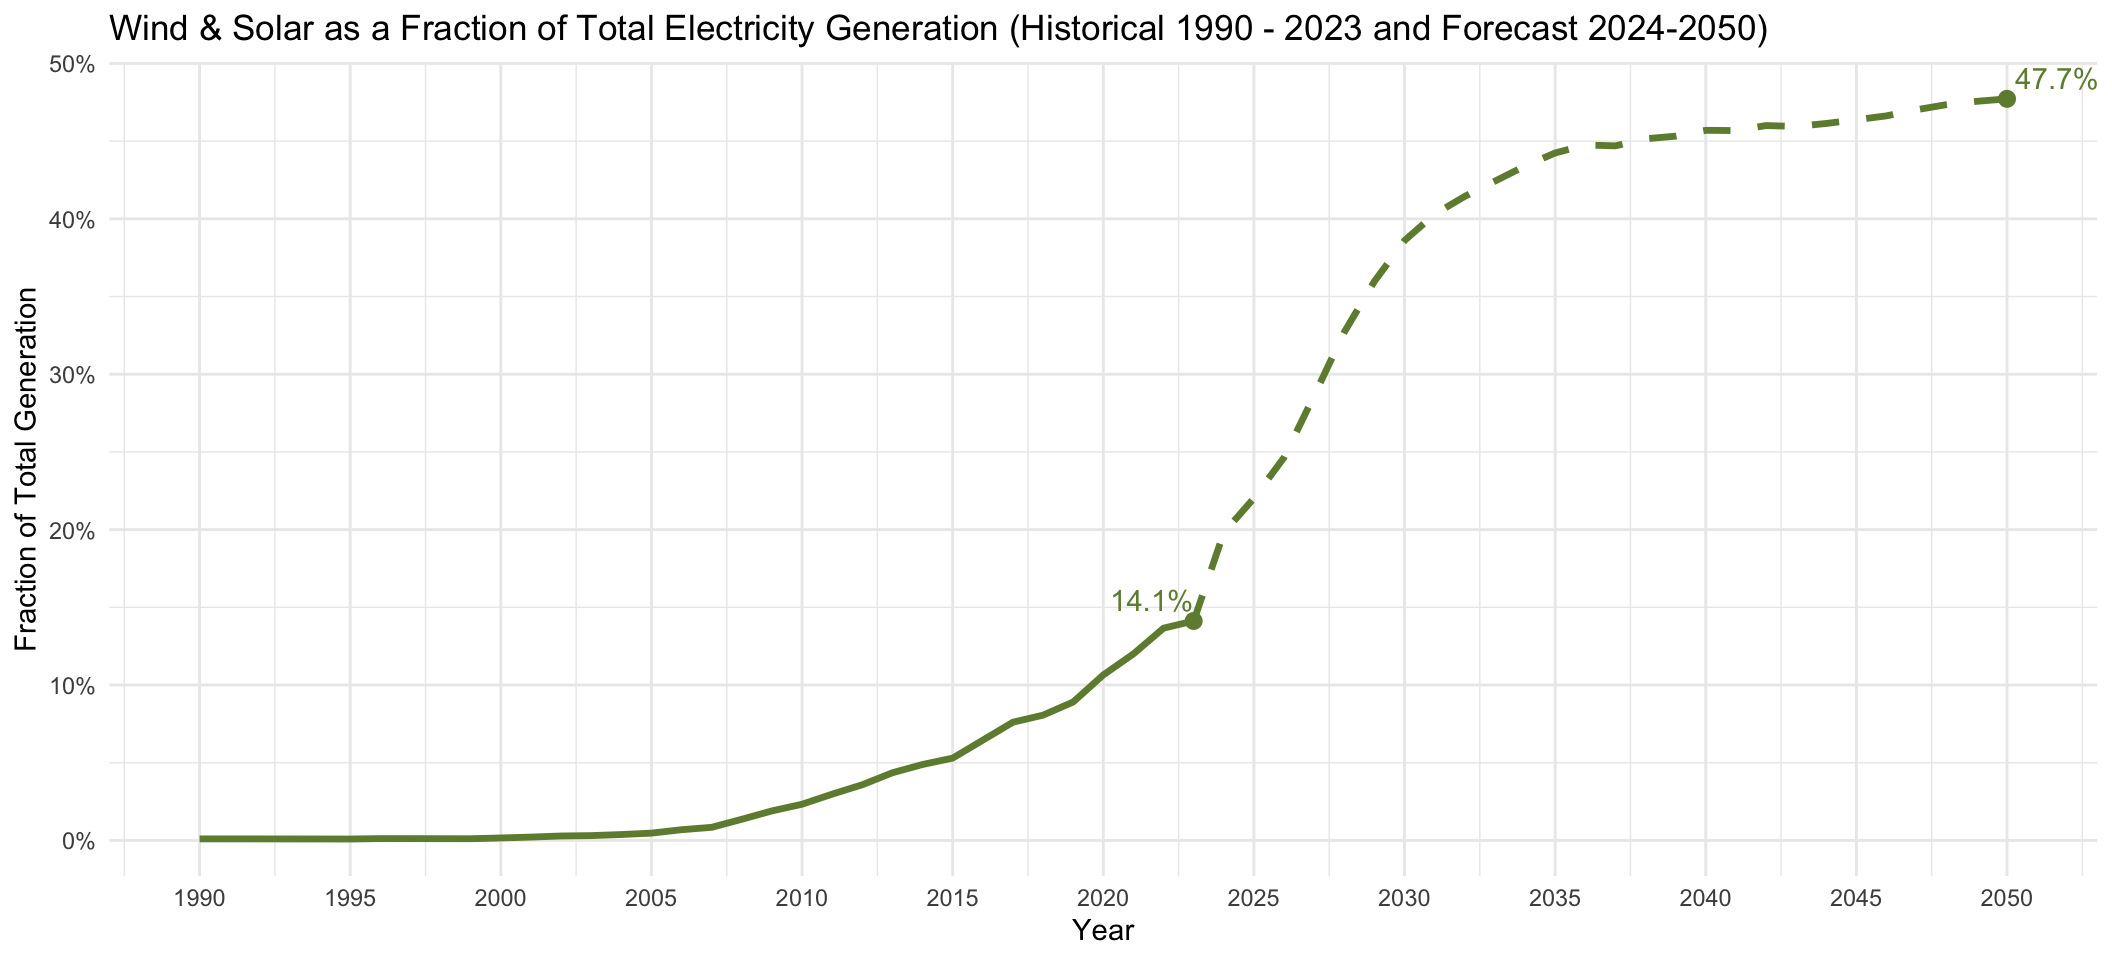 Wind & Solar as a Fraction of Total Electricity Generation (Historical 1990 - 2023 and Forecast 2024-2050)
Fraction of Total Generation
50%
40%
30%
20%
10%
0%
47.7%
14.1%
1990 1995 2000 2005 2010 2015 2020 2025 2030 2035 2040 2045 2050
Year